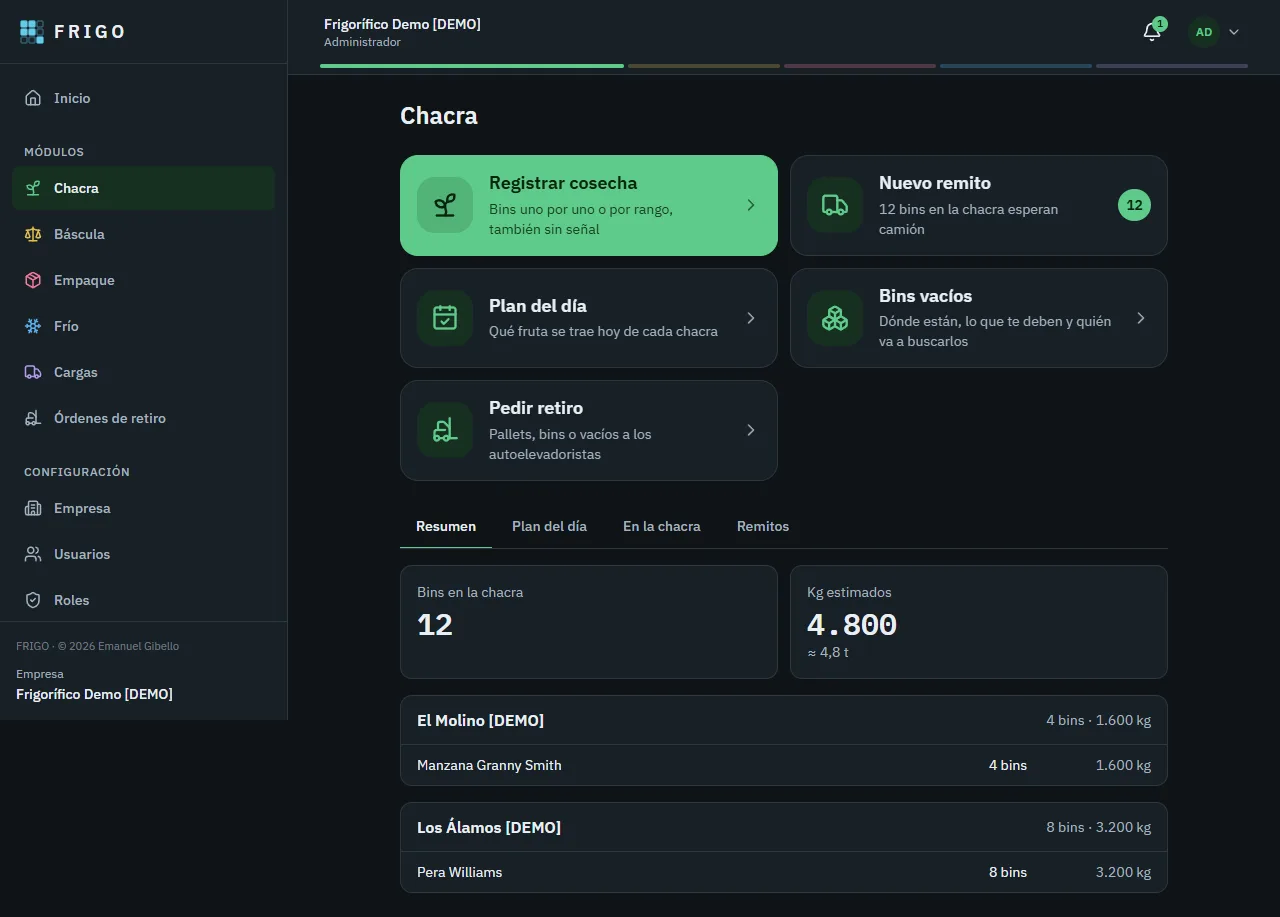 FRIGO
Frigorífico Demo [DEMO]
Administrador
1
AD
Inicio
MÓDULOS
Chacra
Báscula
Empaque
Frío
Cargas
Órdenes de retiro
CONFIGURACIÓN
Empresa
Usuarios
Roles
FRIGO · © 2026 Emanuel Gibello
Empresa
Frigorífico Demo [DEMO]
Chacra
Registrar cosecha
Bins uno por uno o por rango,
también sin señal
Nuevo remito
12 bins en la chacra esperan
camión
12
Plan del día
Qué fruta se trae hoy de cada chacra
Bins vacíos
Dónde están, lo que te deben y quién
va a buscarlos
Pedir retiro
Pallets, bins o vacíos a los
autoelevadoristas
Resumen Plan del día En la chacra Remitos
Bins en la chacra
12
Kg estimados
4.800
≈ 4,8 t
El Molino [DEMO] 4 bins · 1.600 kg
Manzana Granny Smith 4 bins 1.600 kg
Los Álamos [DEMO] 8 bins · 3.200 kg
Pera Williams 8 bins 3.200 kg